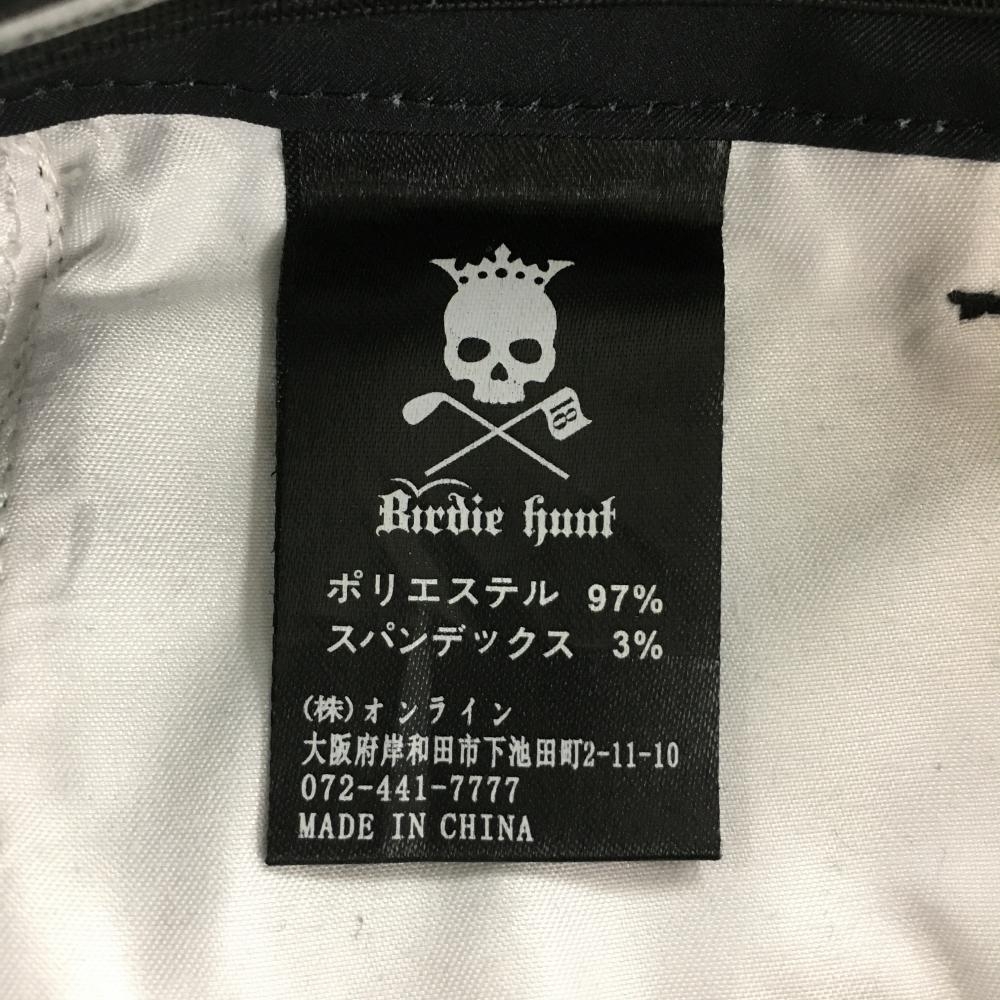 18
Birdie hunt
ポリエステル 97%
スパンデックス 3%
(株)オンライン
大阪府岸和田市下池田町2-11-10
072-441-7777
MADE IN CHINA